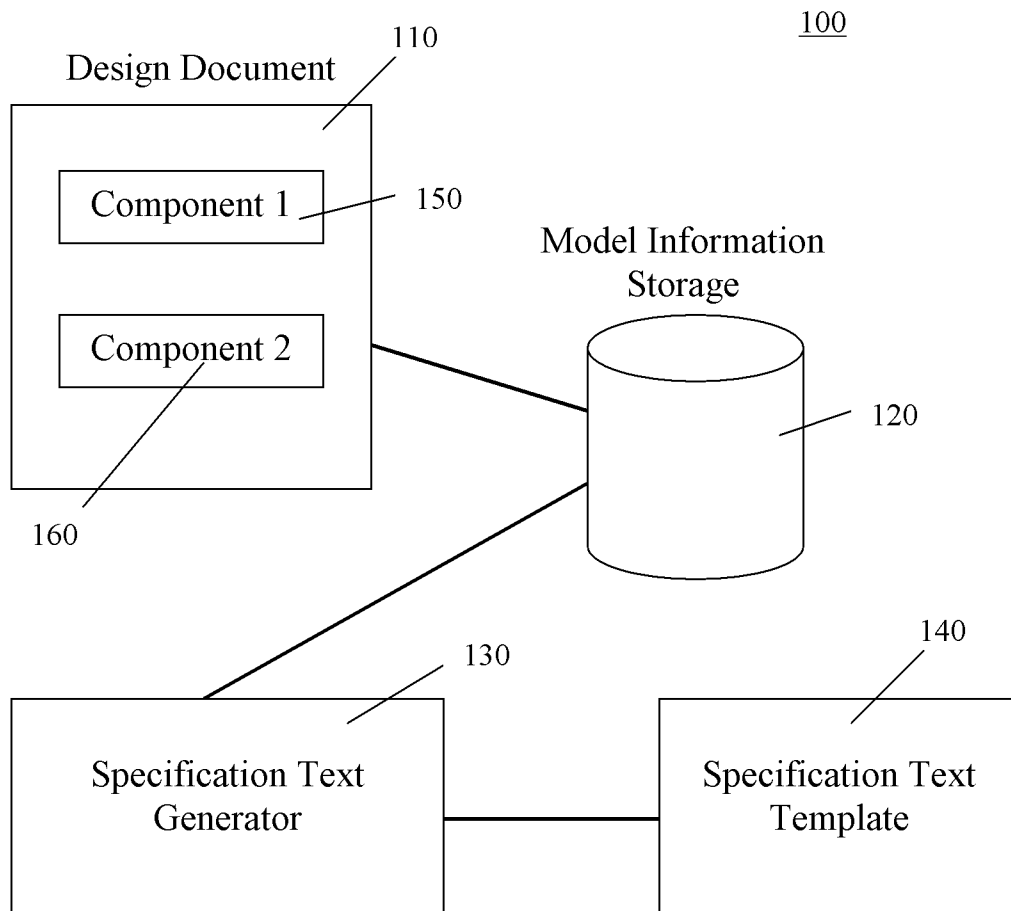 100
110
Design Document
Component 1
150
Model Information
Storage
Component 2
120
160
130
140
Specification Text
Generator
Specification Text
Template